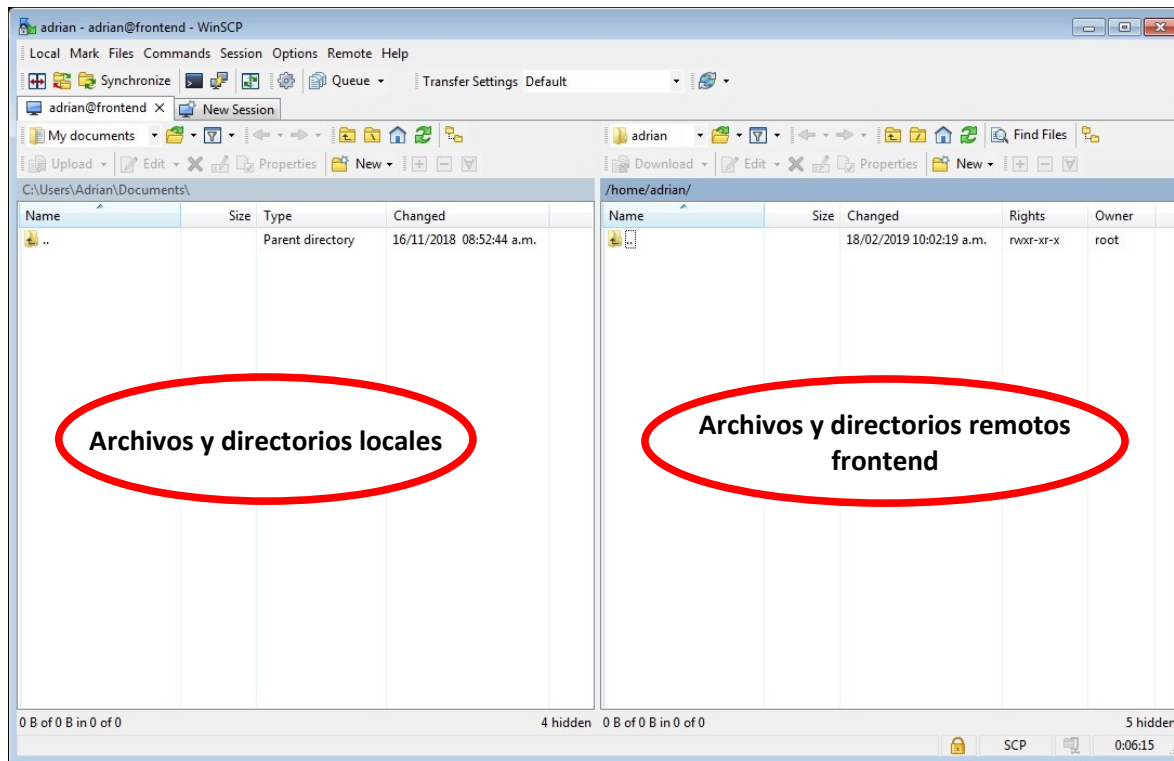 adrian - adrian@frontend - WinSCP
Local Mark Files Commands Session Options Remote Help
Synchronize Queue Transfer Settings Default
adrian@frontend X New Session
My documents
adrian Find Files
Upload Edit Properties New
Download Edit Properties New
C:\Users\Adrian\Documents\
/home/adrian/
Name Size Type Changed
Name Size Changed Rights Owner
.. Parent directory 16/11/2018 08:52:44 a.m.
.. 18/02/2019 10:02:19 a.m. rwxr-xr-x root
Archivos y directorios locales
Archivos y directorios remotos
frontend
0 B of 0 B in 0 of 0 4 hidden
0 B of 0 B in 0 of 0 5 hidden
SCP 0:06:15